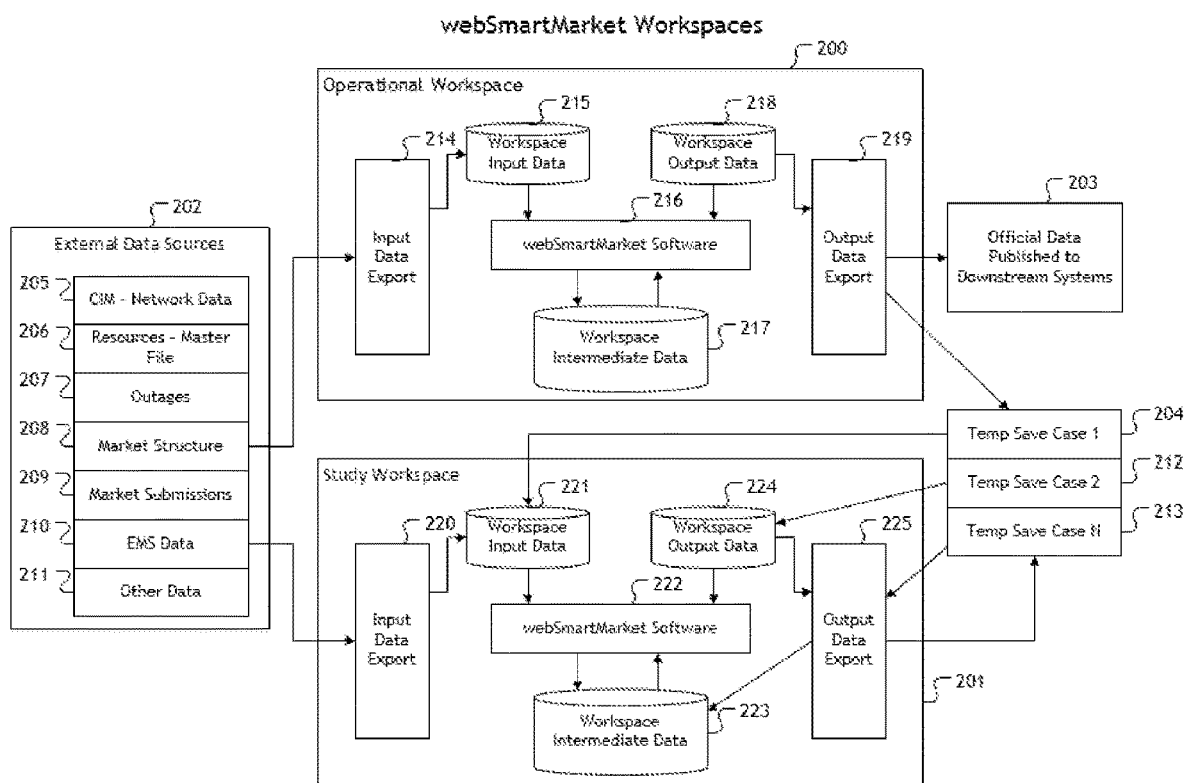 webSmartMarket Workspaces
200
Operational Workspace
215
218
214
Workspace
Input Data
Workspace
Output Data
219
202
216
203
External Data Sources
Input
Data
Export
webSmartMarket Software
Output
Data
Export
Official Data
Published to
Downstream Systems
205
CIM - Network Data
206
Resources - Master
File
Workspace
Intermediate Data
217
207
Outages
208
Market Structure
Temp Save Case 1
204
209
Market Submissions
Study Workspace
221
224
Temp Save Case 2
212
210
EMS Data
220
Workspace
Input Data
Workspace
Output Data
225
Temp Save Case N
213
211
Other Data
222
Input
Data
Export
webSmartMarket Software
Output
Data
Export
201
Workspace
Intermediate Data
223